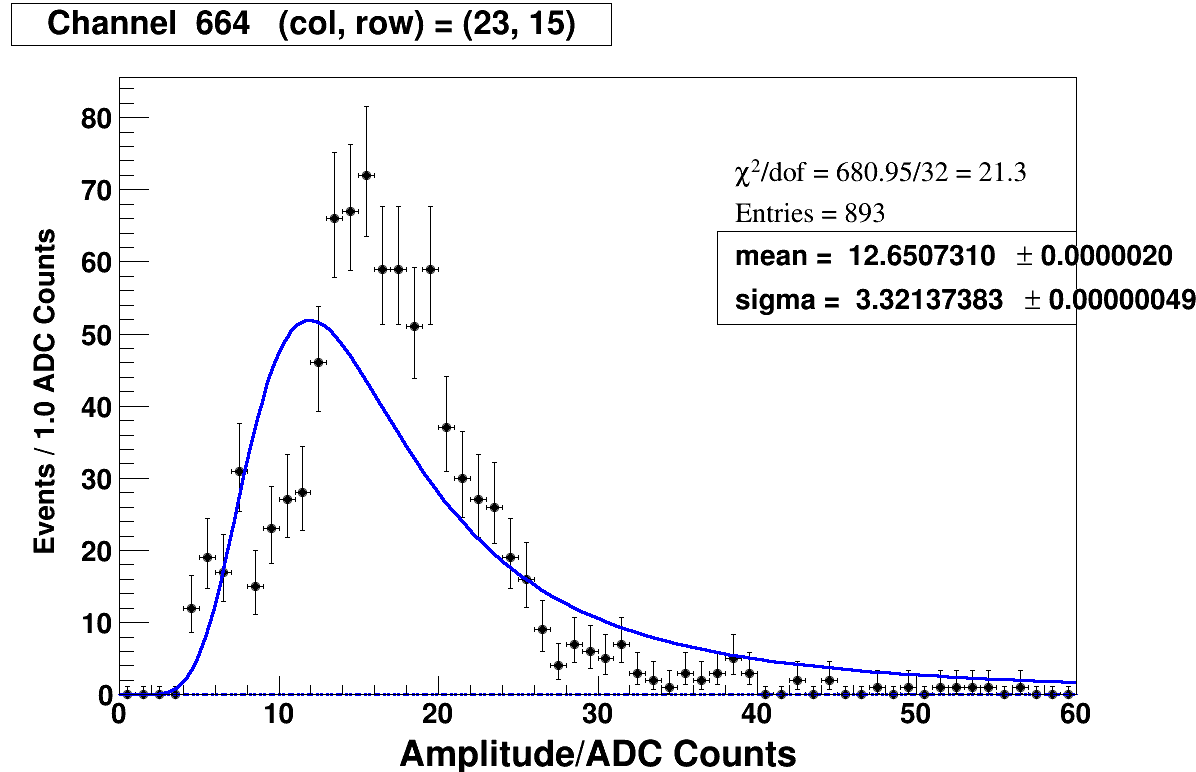 Channel 664 (col, row) = (23, 15)
Events / 1.0 ADC Counts
80
70
60
50
40
30
20
10
0
χ²/dof = 680.95/32 = 21.3
Entries = 893
mean = 12.6507310 ± 0.0000020
sigma = 3.32137383 ± 0.00000049
0 10 20 30 40 50 60
Amplitude/ADC Counts